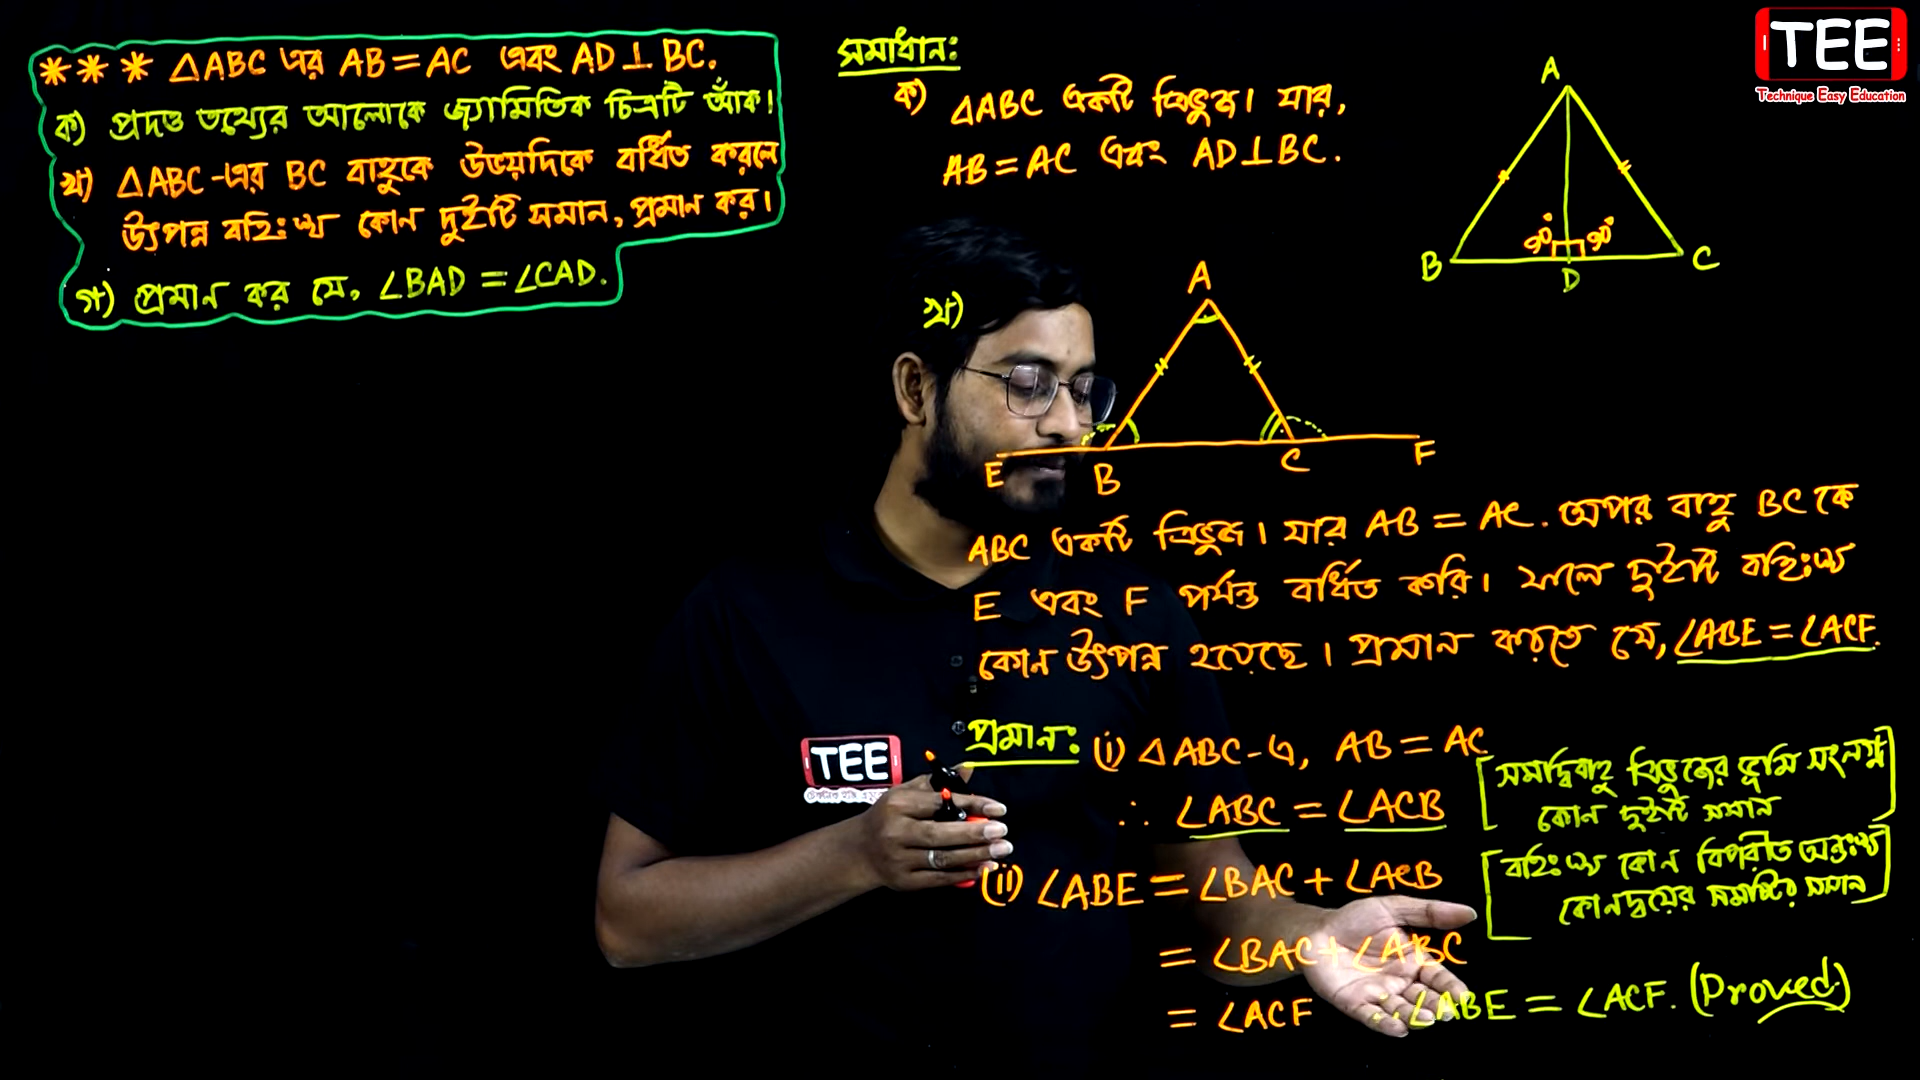 *** △ABC এর AB = AC এবং AD ⊥ BC.
ক) প্রদত্ত তথ্যের আলোকে জ্যামিতিক চিত্রটি আঁক।
খ) △ABC-এর BC বাহুকে উভয়দিকে বর্ধিত করলে
উৎপন্ন বহিঃস্থ কোন দুইটি সমান, প্রমান কর।
গ) প্রমান কর যে, ∠BAD = ∠CAD.
সমাধান:
ক) △ABC একটি ত্রিভুজ। যার,
AB = AC এবং AD ⊥ BC.
A
90° 90°
B D C
TEE
Technique Easy Education
খ)
A
E B C F
ABC একটি ত্রিভুজ। যার AB = AC. অপর বাহু BC কে
E এবং F পর্যন্ত বর্ধিত করি। ফলে দুইটি বহিঃস্থ
কোন উৎপন্ন হয়েছে। প্রমান করতে যে, ∠ABE = ∠ACF.
প্রমান: (i) △ABC-এ, AB = AC
∴ ∠ABC = ∠ACB
[সমদ্বিবাহু ত্রিভুজের ভূমি সংলগ্ন
কোন দুইটি সমান]
(ii) ∠ABE = ∠BAC + ∠ACB
[বহিঃস্থ কোন বিপরীত অন্তঃস্থ
কোনদ্বয়ের সমষ্টির সমান]
= ∠BAC + ∠ABC
= ∠ACF ∴ ∠ABE = ∠ACF. (Proved)
TEE